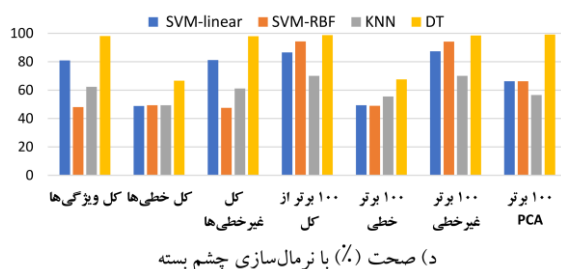 SVM-linear SVM-RBF KNN DT
100
80
60
40
20
0
کل ویژگی‌ها کل خطی‌ها کل غیرخطی‌ها ۱۰۰ برتر از کل ۱۰۰ برتر خطی ۱۰۰ برتر غیرخطی ۱۰۰ برتر PCA
د) صحت (٪) با نرمال‌سازی چشم بسته